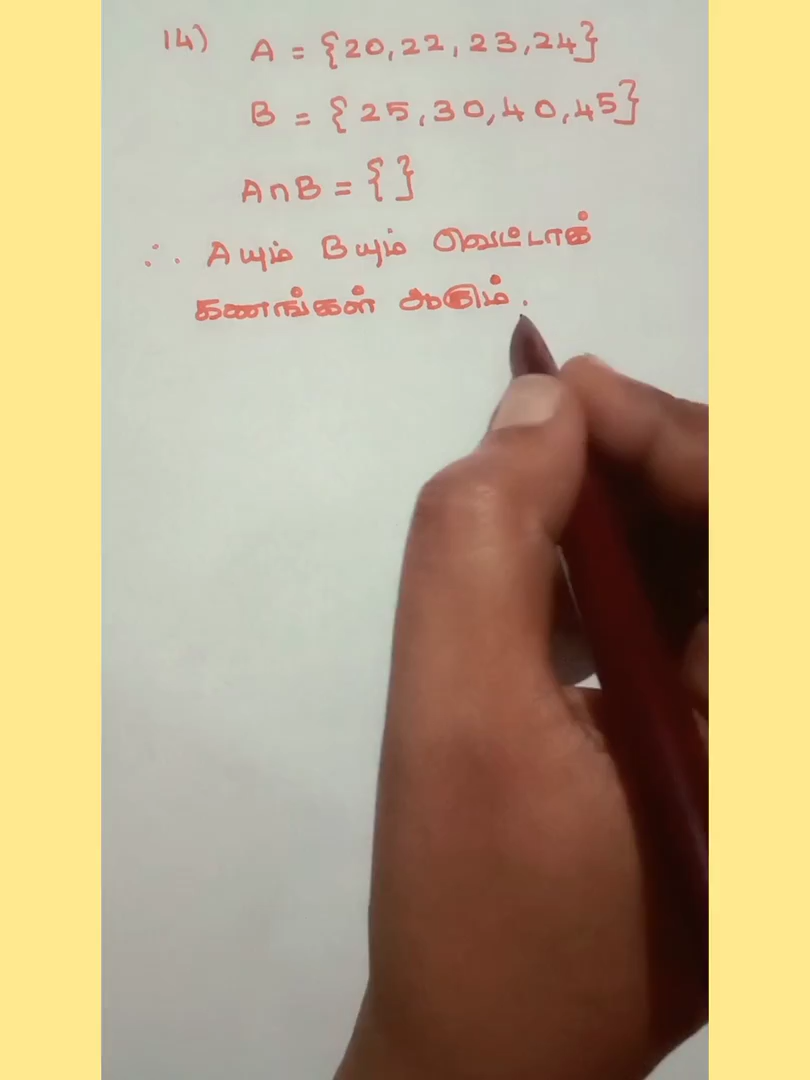 14) A = {20,22,23,24}
B = {25,30,40,45}
A∩B = { }
∴ Aயும் Bயும் வெட்டாக்
கணங்கள் ஆகும்.